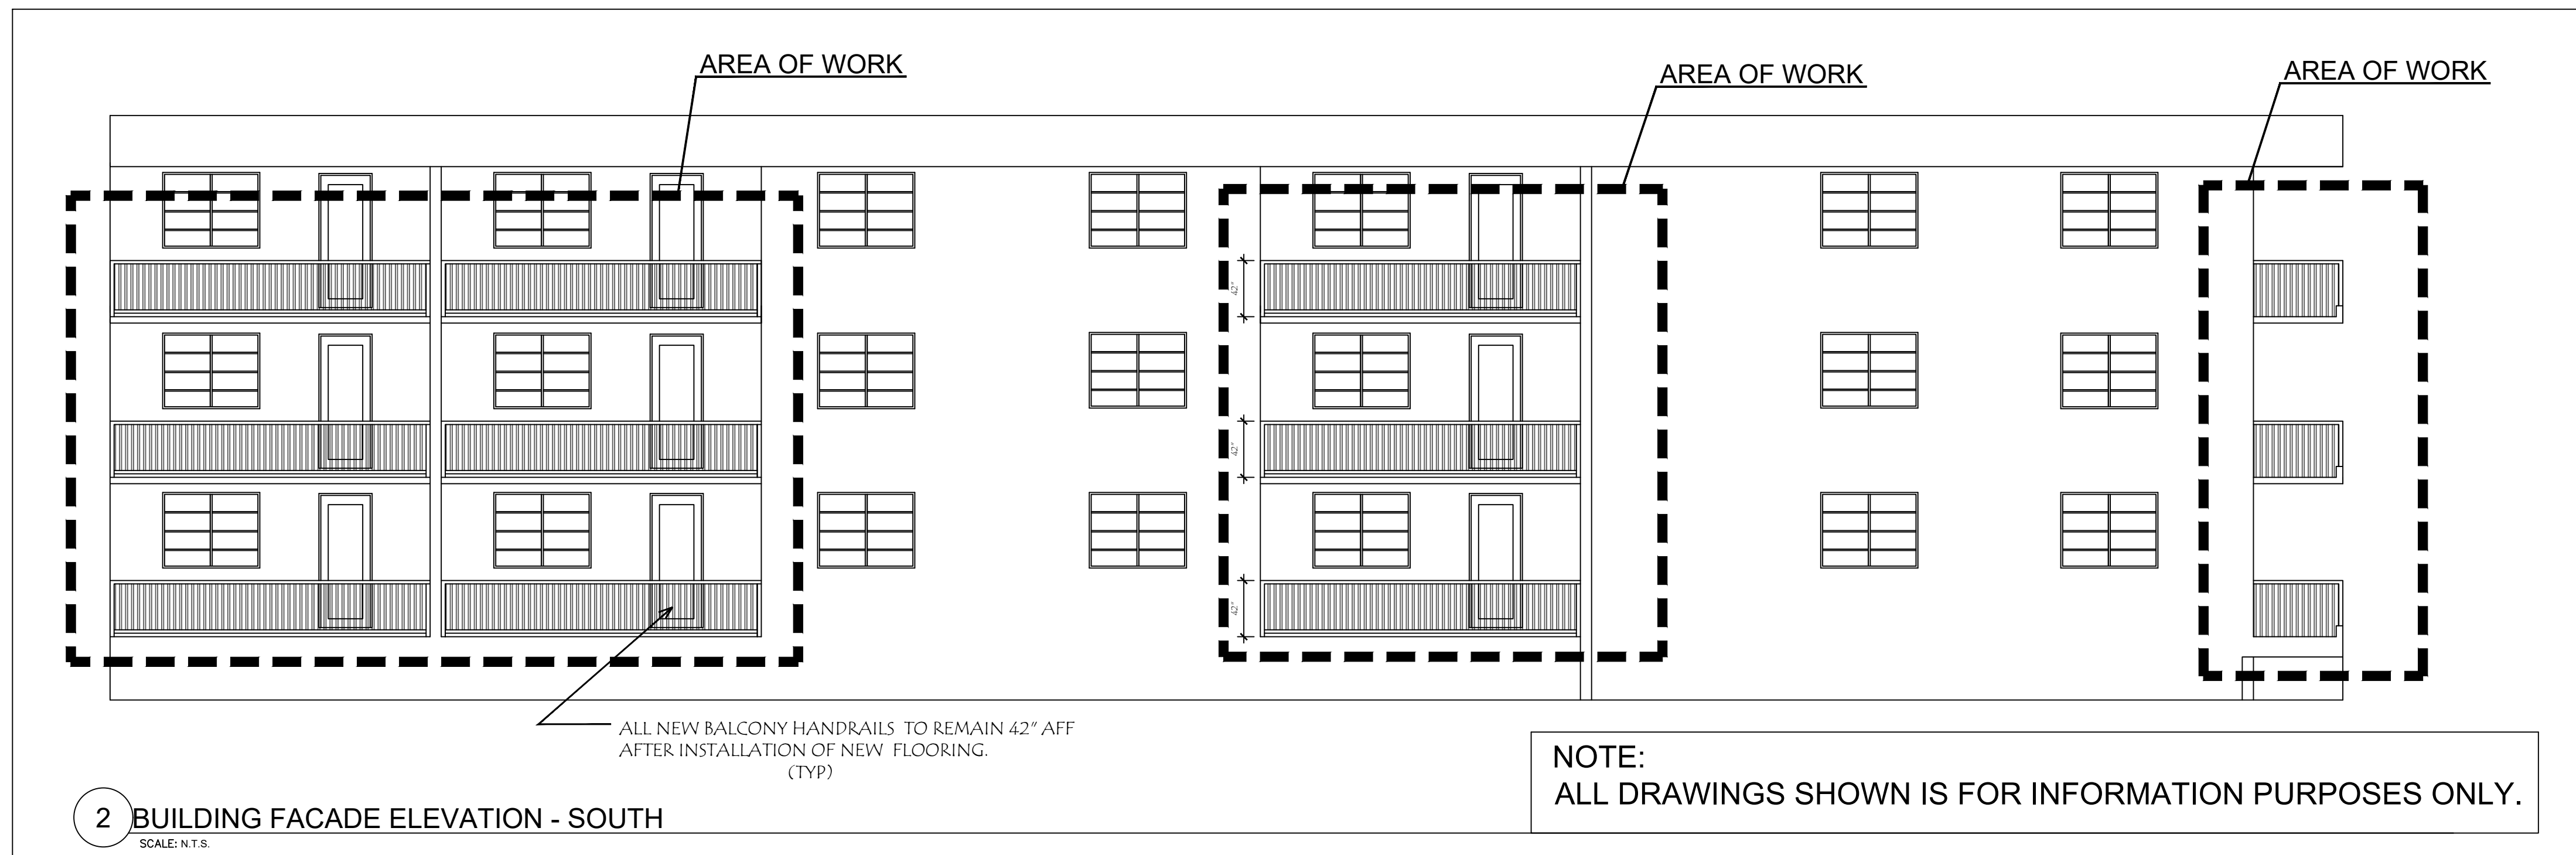 AREA OF WORK
AREA OF WORK
AREA OF WORK
42"
42"
42"
ALL NEW BALCONY HANDRAILS TO REMAIN 42" AFF
AFTER INSTALLATION OF NEW FLOORING.
(TYP)
NOTE:
ALL DRAWINGS SHOWN IS FOR INFORMATION PURPOSES ONLY.
2 BUILDING FACADE ELEVATION - SOUTH
SCALE: N.T.S.